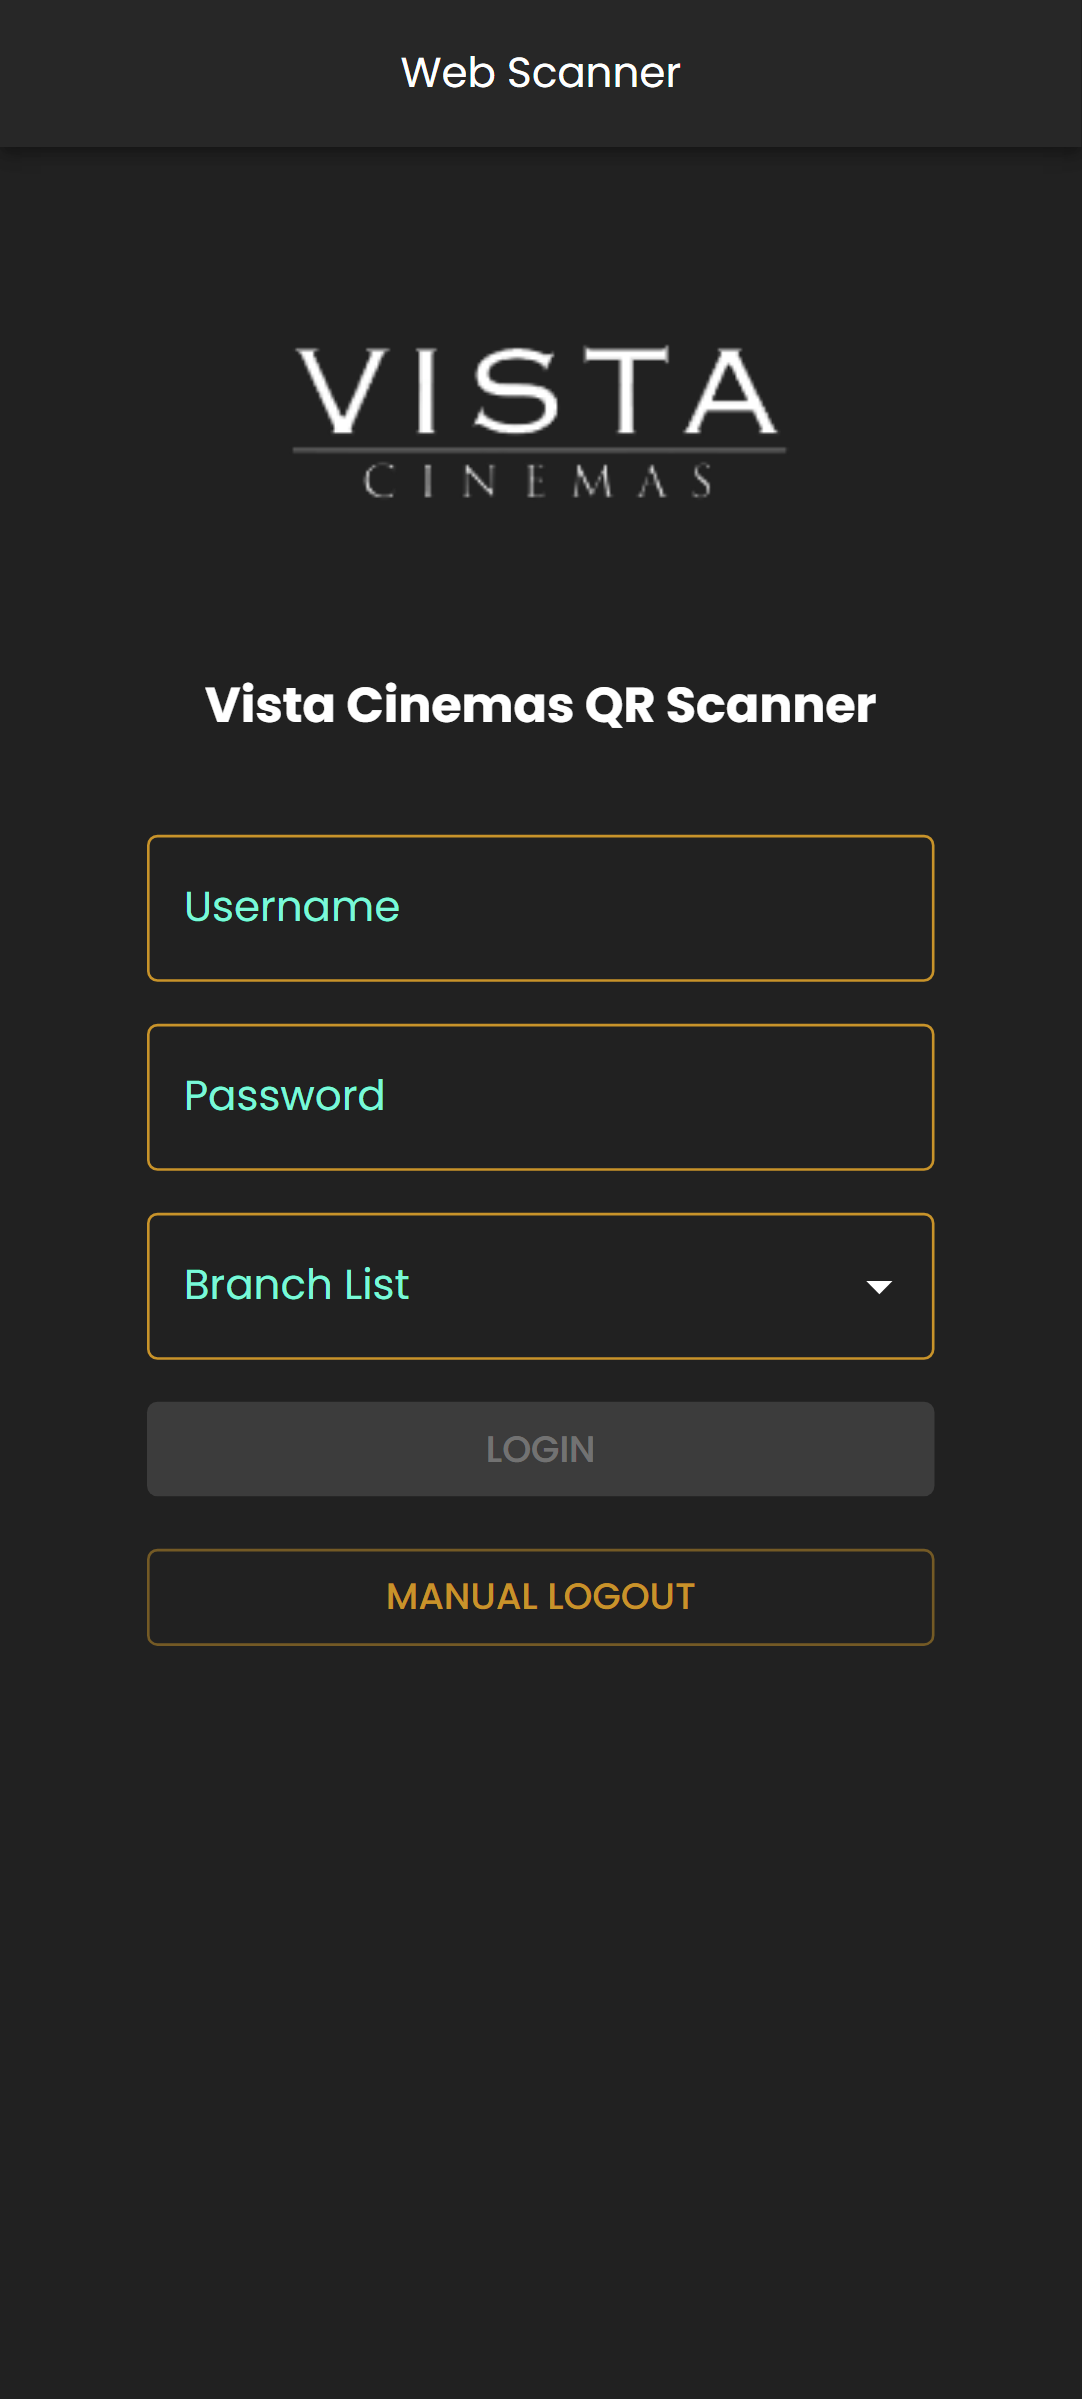 Web Scanner
VISTA
CINEMAS
Vista Cinemas QR Scanner
Username
Password
Branch List
LOGIN
MANUAL LOGOUT